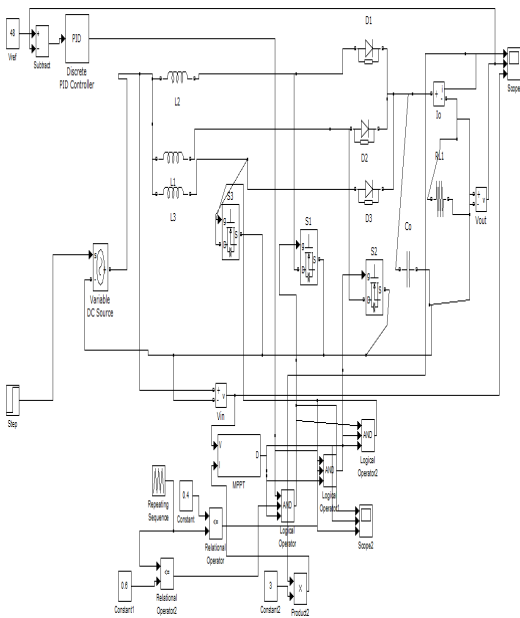 48
Vref
Subtract
PID
Discrete
PID Controller
L2
D1
Io
Scope
D2
RL1
L1
L3
S3
D3
Vout
S1
Co
S2
Variable
DC Source
Step
Vin
MPPT
D
AND
Logical
Operator2
AND
Logical
Operator1
Repeating
Sequence
0.4
Constant
<=
Relational
Operator
AND
Logical
Operator
Scope2
<=
Relational
Operator2
0.6
Constant1
3
Constant2
X
Product2